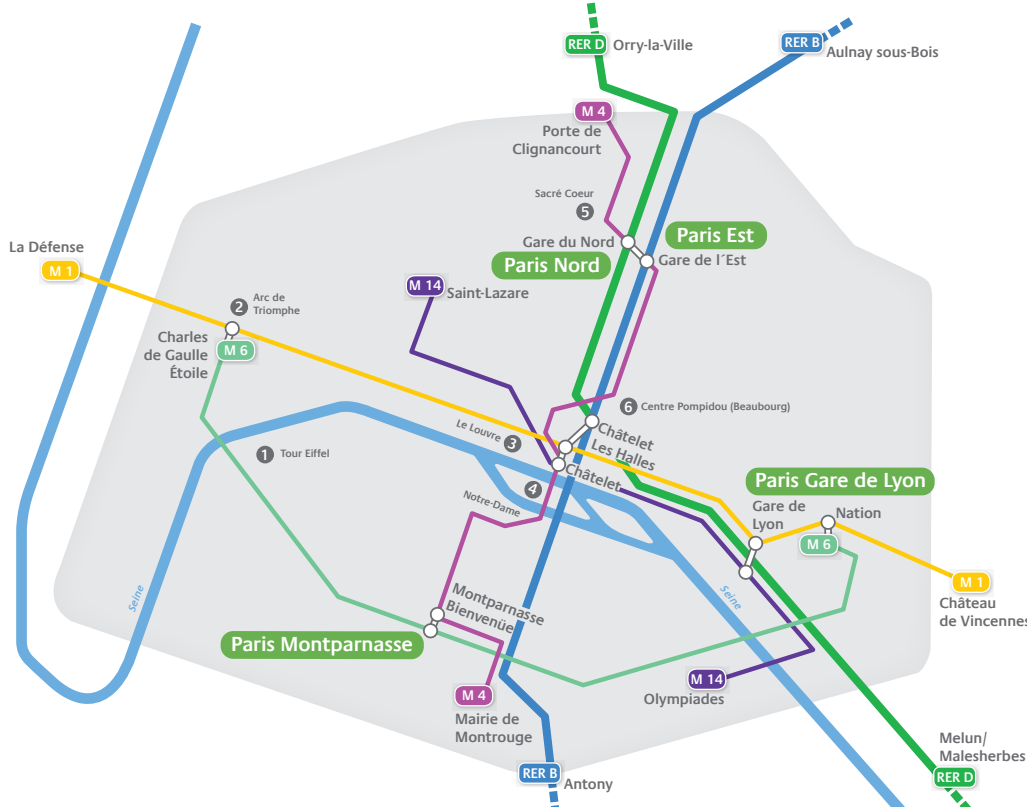 RER D Orry-la-Ville
RER B
Aulnay sous-Bois
M 4
Porte de
Clignancourt
Sacré Coeur
5
Gare du Nord
Paris Est
Paris Nord
Gare de l´Est
La Défense
M 1
M 14
Saint-Lazare
2
Arc de
Triomphe
Charles
de Gaulle
Étoile
M 6
6 Centre Pompidou (Beaubourg)
Le Louvre 3
Châtelet
Les Halles
1 Tour Eiffel
Châtelet
4
Notre-Dame
Paris Gare de Lyon
Gare de
Lyon
Nation
M 6
M 1
Château
de Vincennes
Seine
Seine
Montparnasse
Bienvenüe
Paris Montparnasse
M 4
Mairie de
Montrouge
M 14
Olympiades
Melun/
Malesherbes
RER D
RER B
Antony